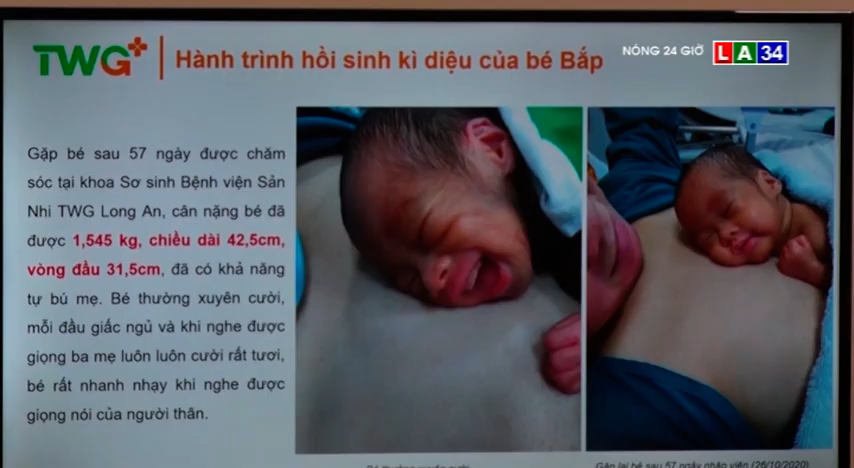 TWG+
Hành trình hồi sinh kì diệu của bé Bắp
NÓNG 24 GIỜ
LA34
Gặp bé sau 57 ngày được chăm
sóc tại khoa Sơ sinh Bệnh viện Sản
Nhi TWG Long An, cân nặng bé đã
được 1,545 kg, chiều dài 42,5cm,
vòng đầu 31,5cm, đã có khả năng
tự bú mẹ. Bé thường xuyên cười,
mỗi đầu giấc ngủ và khi nghe được
giọng ba mẹ luôn luôn cười rất tươi,
bé rất nhanh nhạy khi nghe được
giọng nói của người thân.
Bé thường xuyên cười
Gặp lại bé sau 57 ngày nhập viện (26/10/2020)